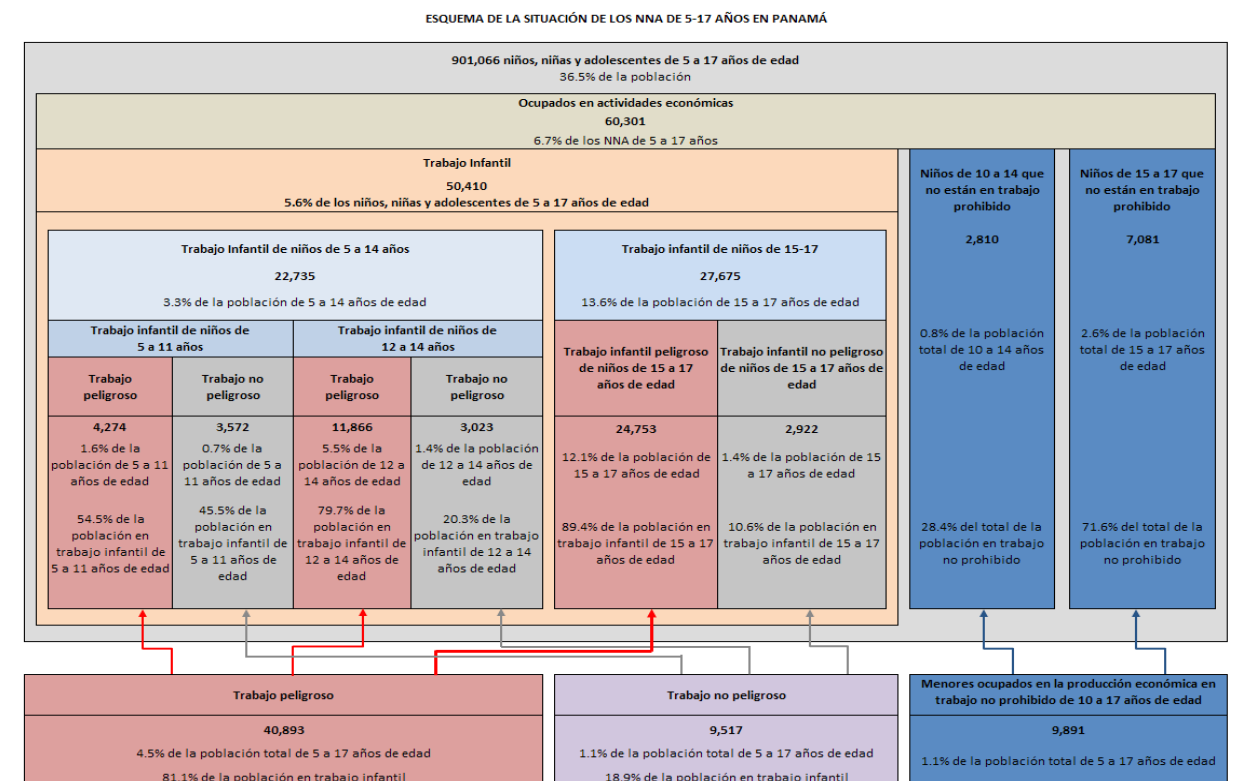 ESQUEMA DE LA SITUACIÓN DE LOS NNA DE 5-17 AÑOS EN PANAMÁ
901,066 niños, niñas y adolescentes de 5 a 17 años de edad
36.5% de la población
Ocupados en actividades económicas
60,301
6.7% de los NNA de 5 a 17 años
Trabajo Infantil
50,410
5.6% de los niños, niñas y adolescentes de 5 a 17 años de edad
Trabajo Infantil de niños de 5 a 14 años
22,735
3.3% de la población de 5 a 14 años de edad
Trabajo infantil de niños de
5 a 11 años
Trabajo infantil de niños de
12 a 14 años
Trabajo
peligroso
4,274
1.6% de la
población de 5 a 11
años de edad
54.5% de la
población en
trabajo infantil de
5 a 11 años de edad
Trabajo no
peligroso
3,572
0.7% de la
población de 5 a
11 años de edad
45.5% de la
población en
trabajo infantil de
5 a 11 años de
edad
Trabajo
peligroso
11,866
5.5% de la
población de 12 a
14 años de edad
79.7% de la
población en
trabajo infantil de
12 a 14 años de
edad
Trabajo no
peligroso
3,023
1.4% de la población
de 12 a 14 años de
edad
20.3% de la
población en trabajo
infantil de 12 a 14
años de edad
Trabajo infantil de niños de 15-17
27,675
13.6% de la población de 15 a 17 años de edad
Trabajo infantil peligroso
de niños de 15 a 17
años de edad
24,753
12.1% de la población de
15 a 17 años de edad
89.4% de la población en
trabajo infantil de 15 a 17
años de edad
Trabajo infantil no peligroso
de niños de 15 a 17 años de
edad
2,922
1.4% de la población de 15
a 17 años de edad
10.6% de la población en
trabajo infantil de 15 a 17
años de edad
Niños de 10 a 14 que
no están en trabajo
prohibido
2,810
0.8% de la población
total de 10 a 14 años
de edad
28.4% del total de la
población en trabajo
no prohibido
Niños de 15 a 17 que
no están en trabajo
prohibido
7,081
2.6% de la población
total de 15 a 17 años
de edad
71.6% del total de la
población en trabajo
no prohibido
Trabajo peligroso
40,893
4.5% de la población total de 5 a 17 años de edad
81.1% de la población en trabajo infantil
Trabajo no peligroso
9,517
1.1% de la población total de 5 a 17 años de edad
18.9% de la población en trabajo infantil
Menores ocupados en la producción económica en
trabajo no prohibido de 10 a 17 años de edad
9,891
1.1% de la población total de 5 a 17 años de edad